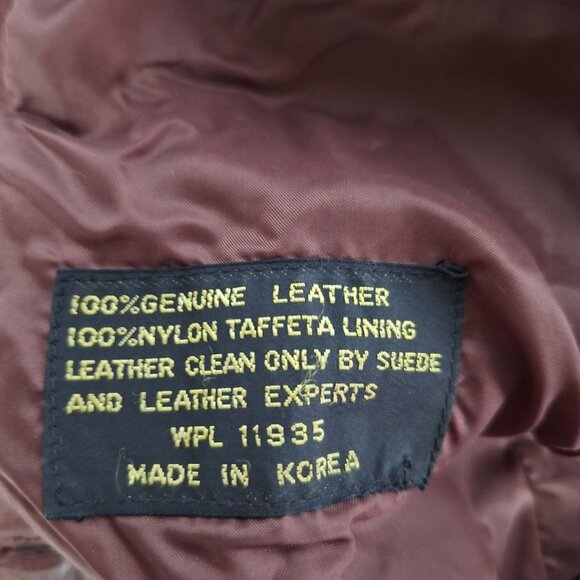 100%GENUINE LEATHER
100%NYLON TAFFETA LINING
LEATHER CLEAN ONLY BY SUEDE
AND LEATHER EXPERTS
WPL 11935
MADE IN KOREA